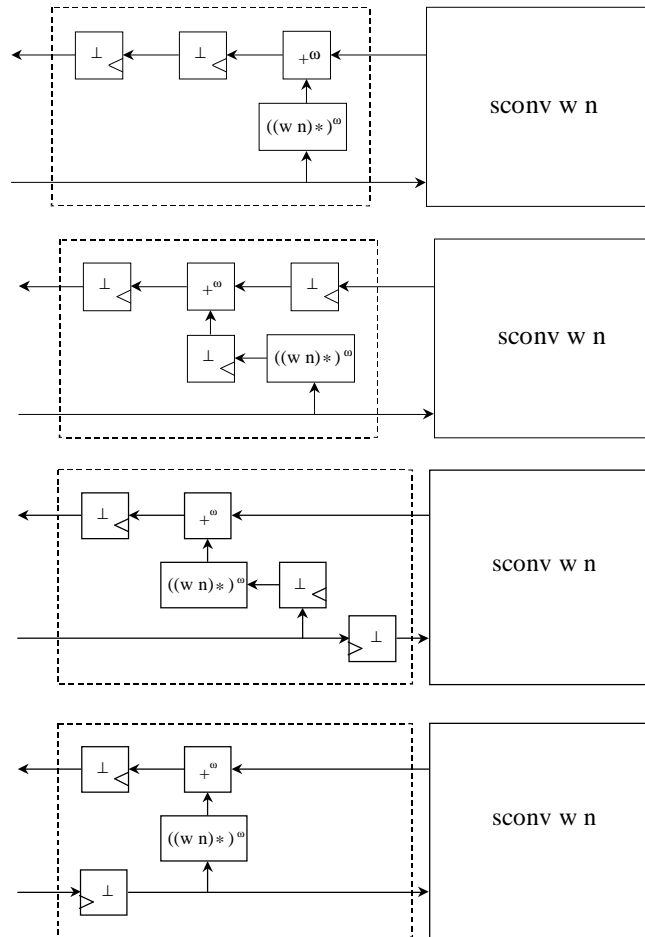 ⊥ ⊥ +ω
((w n)∗)ω
sconv w n
⊥ +ω ⊥
⊥ ((w n)∗)ω
sconv w n
⊥ +ω
((w n)∗)ω ⊥
⊥
sconv w n
⊥ +ω
((w n)∗)ω
⊥
sconv w n